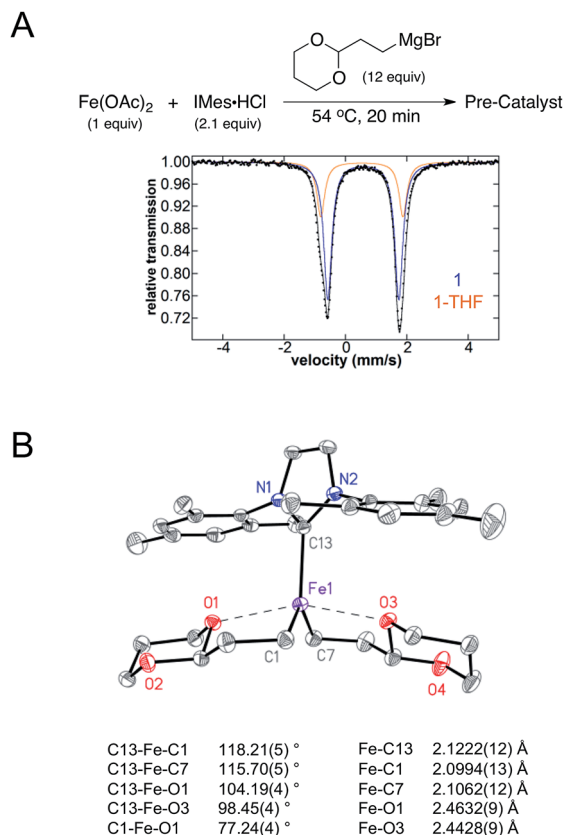 A
O
O
MgBr
(12 equiv)
Fe(OAc)2 + IMes•HCl Pre-Catalyst
(1 equiv) (2.1 equiv)
54 ºC, 20 min
relative transmission
1.00
0.96
0.92
0.88
0.84
0.80
0.76
0.72
1
1-THF
-4 -2 0 2 4
velocity (mm/s)
B
N1 N2
C13
Fe1
O1 O3
C1 C7
O2 O4
C13-Fe-C1 118.21(5) ° Fe-C13 2.1222(12) Å
C13-Fe-C7 115.70(5) ° Fe-C1 2.0994(13) Å
C13-Fe-O1 104.19(4) ° Fe-C7 2.1062(12) Å
C13-Fe-O3 98.45(4) ° Fe-O1 2.4632(9) Å
C1-Fe-O1 77.24(4) ° Fe-O3 2.4428(9) Å